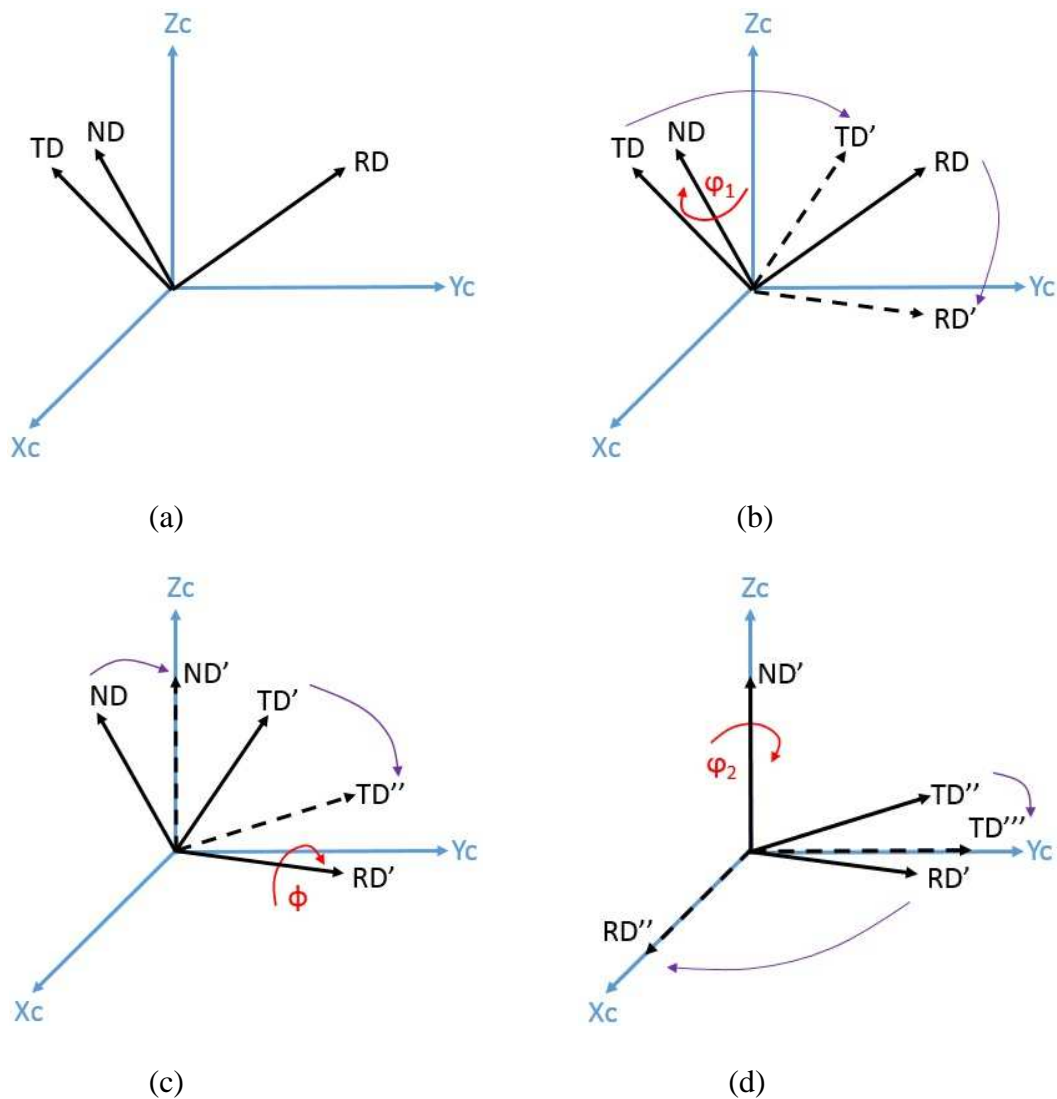 Zc
ND
TD
RD
Yc
Xc
(a)
Zc
ND
TD
TD’
RD
φ1
Yc
RD’
Xc
(b)
Zc
ND’
ND
TD’
TD’’
Yc
RD’
ϕ
Xc
(c)
Zc
ND’
φ2
TD’’
TD’’’
Yc
RD’
RD’’
Xc
(d)